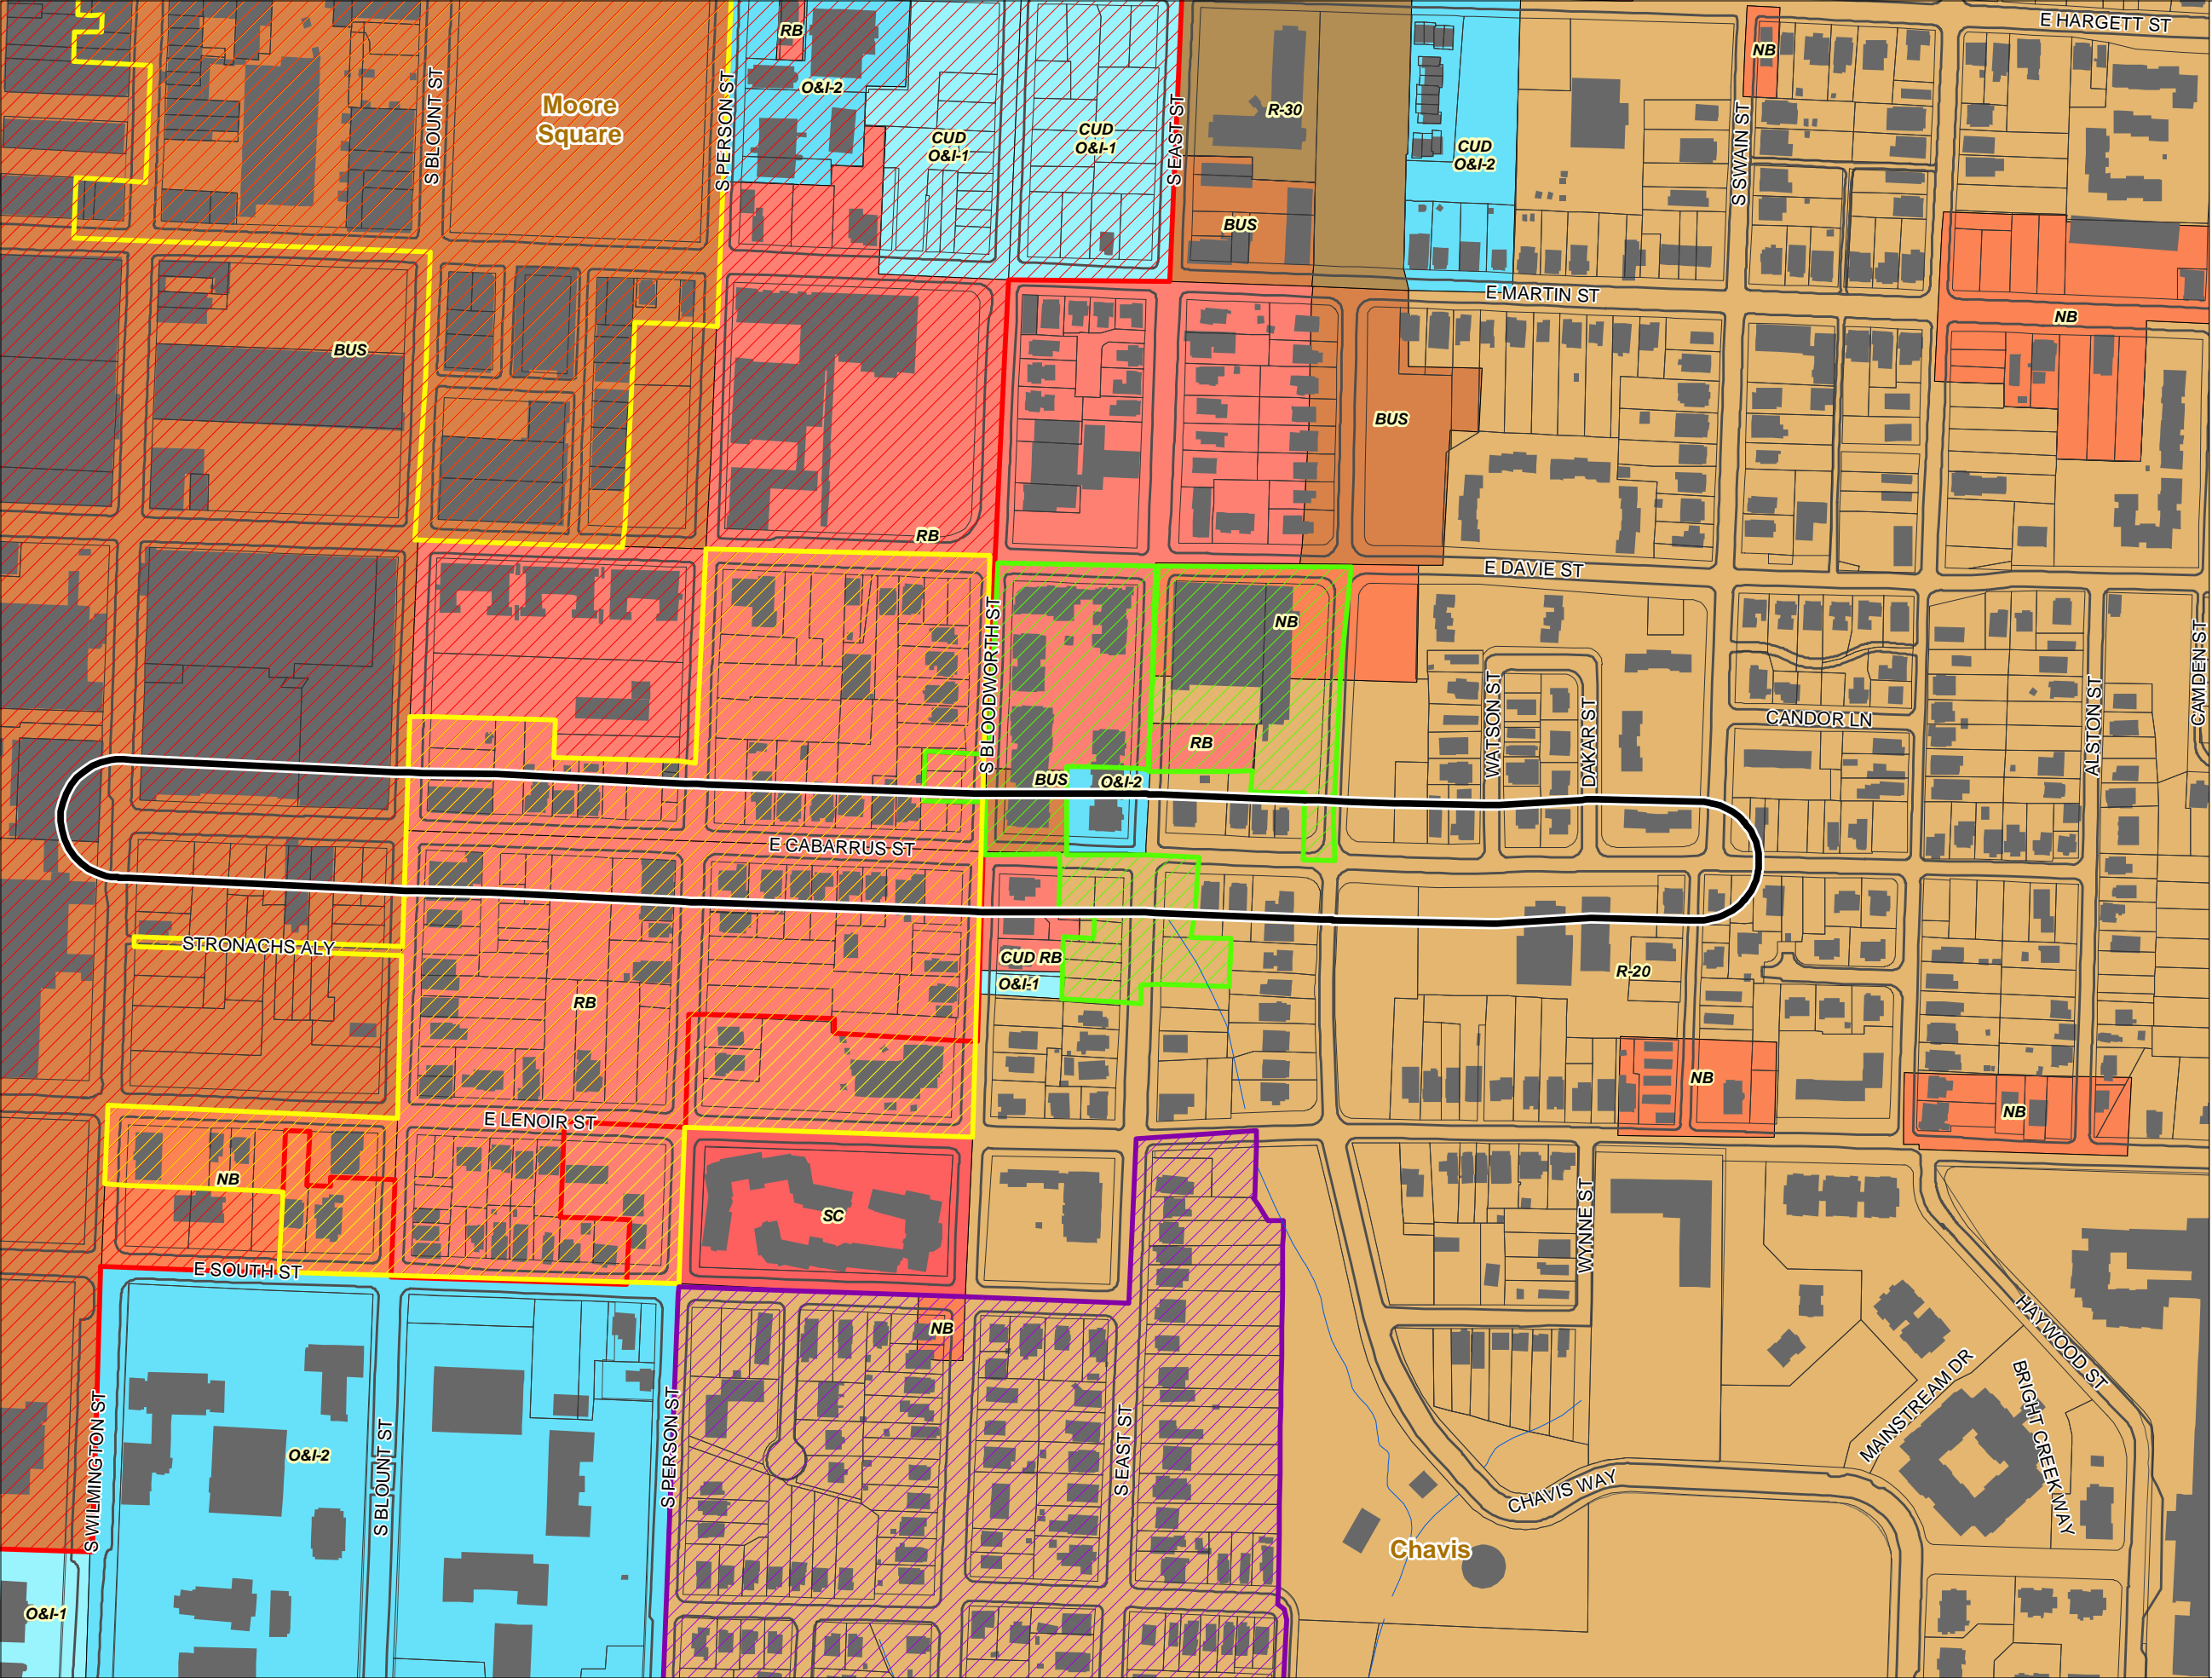 E HARGETT ST
RB
NB
O&I-2
S BLOUNT ST
Moore
Square
S PERSON ST
CUD
O&I-1
CUD
O&I-1
S EAST ST
R-30
CUD
O&I-2
S SWAIN ST
BUS
E MARTIN ST
NB
BUS
BUS
RB
E DAVIE ST
NB
S BLOODWORTH ST
CAMDEN ST
WATSON ST
DAKAR ST
CANDOR LN
ALSTON ST
RB
BUS
O&I-2
E CABARRUS ST
STRONACHS ALY
CUD RB
O&I-1
R-20
RB
NB
NB
E LENOIR ST
NB
SC
WYNNE ST
E SOUTH ST
NB
HAYWOOD ST
MAINSTREAM DR
BRIGHT CREEK WAY
S WILMINGTON ST
O&I-2
S BLOUNT ST
S PERSON ST
S EAST ST
CHAVIS WAY
Chavis
O&I-1